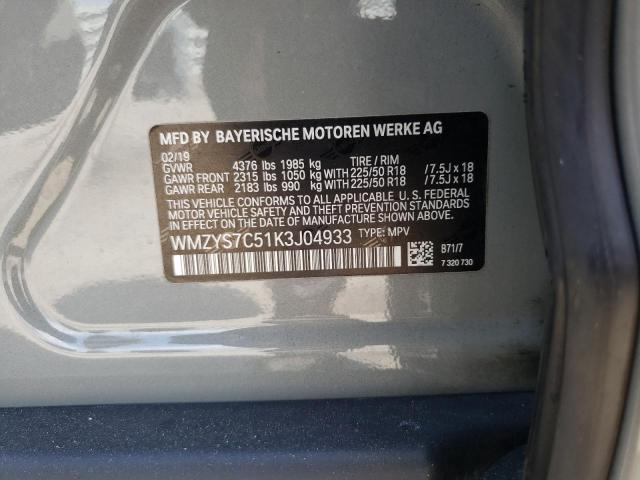 MFD BY BAYERISCHE MOTOREN WERKE AG
02/19
GVWR 4376 lbs 1985 kg TIRE / RIM
GAWR FRONT 2315 lbs 1050 kg WITH 225/50 R18 / 7.5J x 18
GAWR REAR 2183 lbs 990 kg WITH 225/50 R18 / 7.5J x 18
THIS VEHICLE CONFORMS TO ALL APPLICABLE U. S. FEDERAL
MOTOR VEHICLE SAFETY AND THEFT PREVENTION STANDARDS
IN EFFECT ON THE DATE OF MANUFACTURE SHOWN ABOVE.
WMZYS7C51K3J04933 TYPE: MPV
B71/7
7 320 730